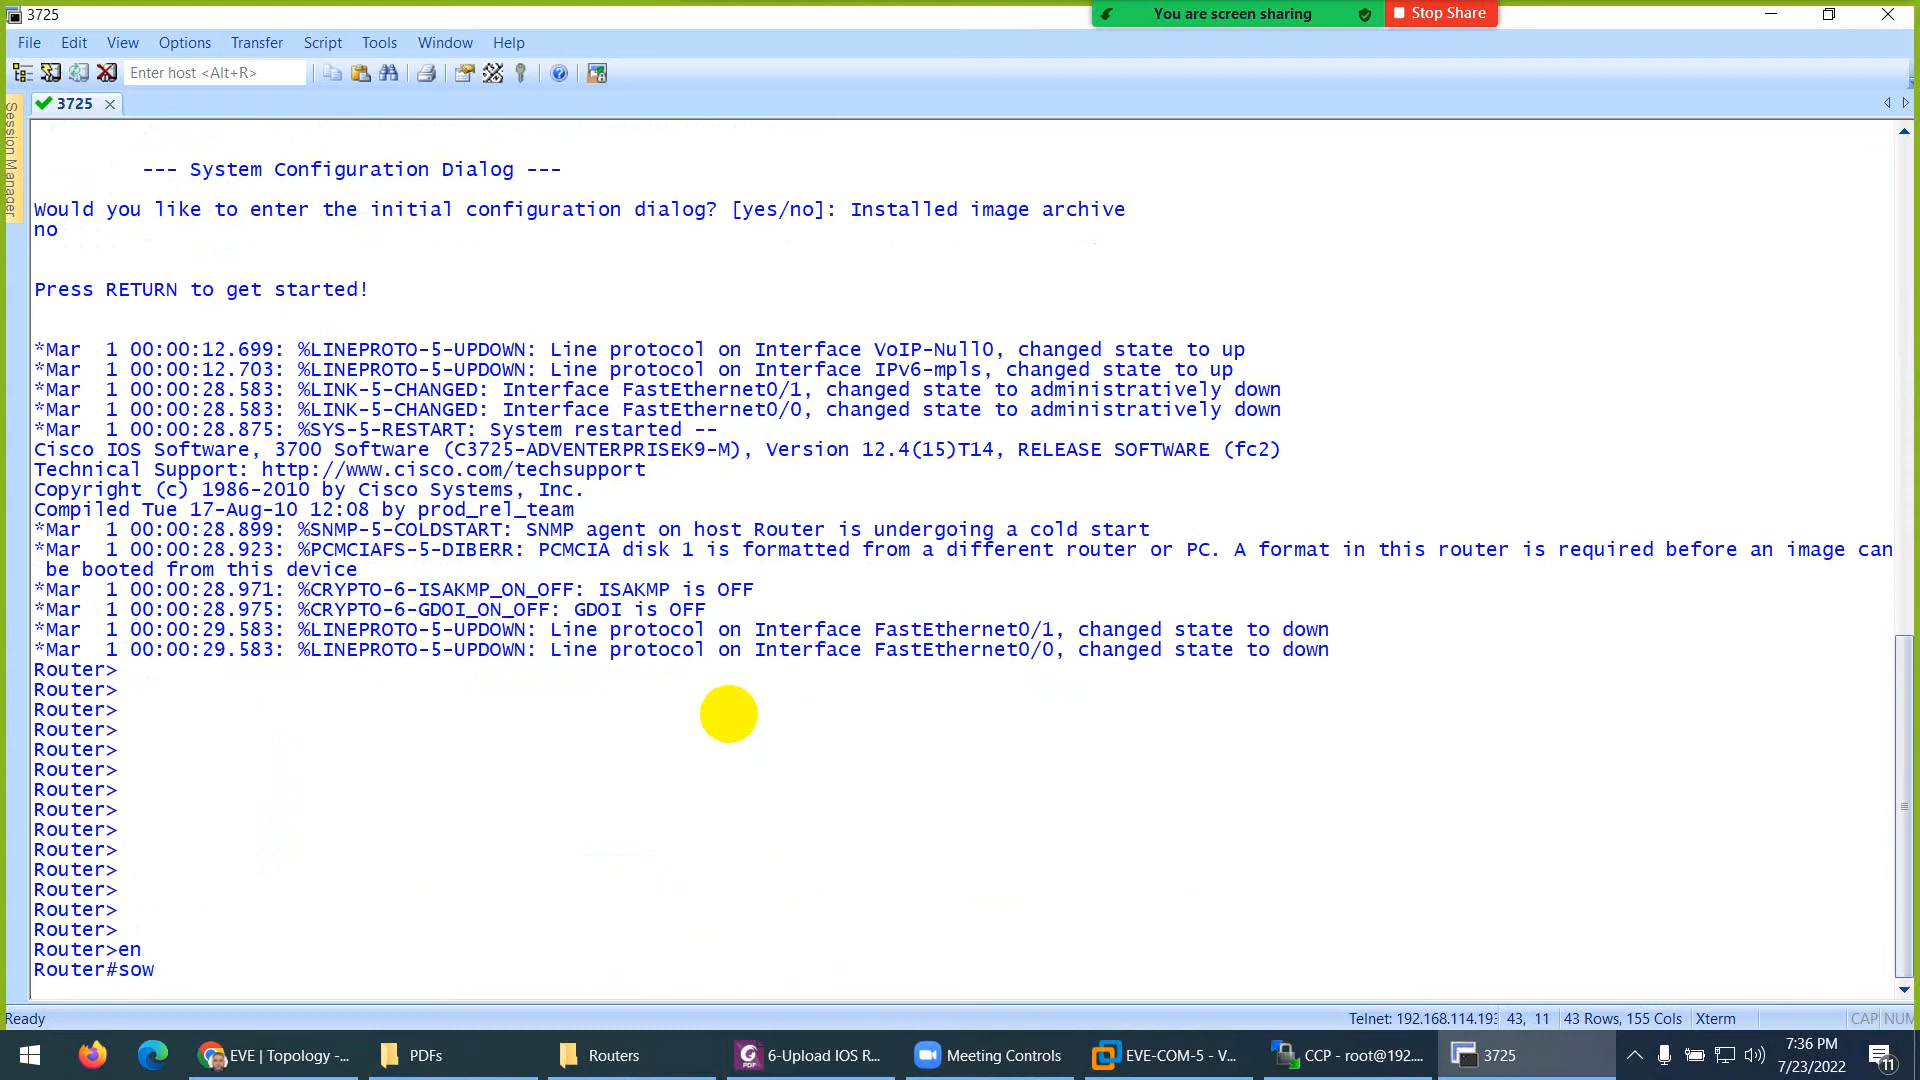 3725
You are screen sharing
Stop Share
File Edit View Options Transfer Script Tools Window Help
Enter host <Alt+R>
3725
Session Manager
--- System Configuration Dialog ---
Would you like to enter the initial configuration dialog? [yes/no]: Installed image archive
no
Press RETURN to get started!
*Mar  1 00:00:12.699: %LINEPROTO-5-UPDOWN: Line protocol on Interface VoIP-Null0, changed state to up
*Mar  1 00:00:12.703: %LINEPROTO-5-UPDOWN: Line protocol on Interface IPv6-mpls, changed state to up
*Mar  1 00:00:28.583: %LINK-5-CHANGED: Interface FastEthernet0/1, changed state to administratively down
*Mar  1 00:00:28.583: %LINK-5-CHANGED: Interface FastEthernet0/0, changed state to administratively down
*Mar  1 00:00:28.875: %SYS-5-RESTART: System restarted --
Cisco IOS Software, 3700 Software (C3725-ADVENTERPRISEK9-M), Version 12.4(15)T14, RELEASE SOFTWARE (fc2)
Technical Support: http://www.cisco.com/techsupport
Copyright (c) 1986-2010 by Cisco Systems, Inc.
Compiled Tue 17-Aug-10 12:08 by prod_rel_team
*Mar  1 00:00:28.899: %SNMP-5-COLDSTART: SNMP agent on host Router is undergoing a cold start
*Mar  1 00:00:28.923: %PCMCIAFS-5-DIBERR: PCMCIA disk 1 is formatted from a different router or PC. A format in this router is required before an image can
be booted from this device
*Mar  1 00:00:28.971: %CRYPTO-6-ISAKMP_ON_OFF: ISAKMP is OFF
*Mar  1 00:00:28.975: %CRYPTO-6-GDOI_ON_OFF: GDOI is OFF
*Mar  1 00:00:29.583: %LINEPROTO-5-UPDOWN: Line protocol on Interface FastEthernet0/1, changed state to down
*Mar  1 00:00:29.583: %LINEPROTO-5-UPDOWN: Line protocol on Interface FastEthernet0/0, changed state to down
Router>
Router>
Router>
Router>
Router>
Router>
Router>
Router>
Router>
Router>
Router>
Router>
Router>
Router>
Router>en
Router#sow
Ready
Telnet: 192.168.114.193 43, 11 43 Rows, 155 Cols Xterm CAP NUM
EVE | Topology -... PDFs Routers 6-Upload IOS R... Meeting Controls EVE-COM-5 - V... CCP - root@192.... 3725
7:36 PM
7/23/2022
11